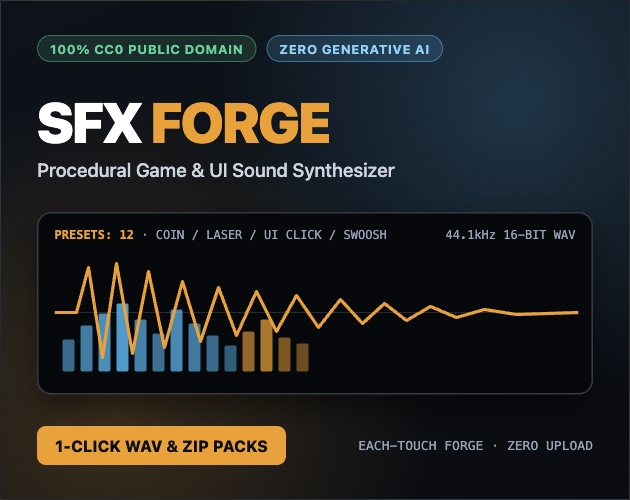 100% CC0 PUBLIC DOMAIN
ZERO GENERATIVE AI
SFX FORGE
Procedural Game & UI Sound Synthesizer
PRESETS: 12 · COIN / LASER / UI CLICK / SWOOSH
44.1kHz 16-BIT WAV
1-CLICK WAV & ZIP PACKS
EACH-TOUCH FORGE · ZERO UPLOAD